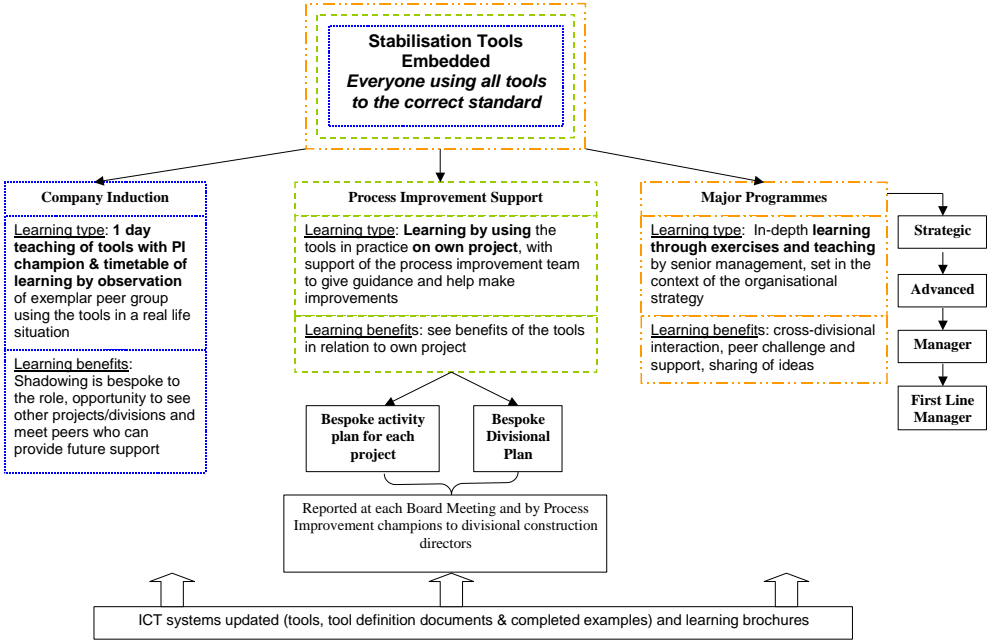 Stabilisation Tools
Embedded
Everyone using all tools
to the correct standard
Company Induction
Learning type: 1 day
teaching of tools with PI
champion & timetable of
learning by observation
of exemplar peer group
using the tools in a real life
situation
Learning benefits:
Shadowing is bespoke to
the role, opportunity to see
other projects/divisions and
meet peers who can
provide future support
Process Improvement Support
Learning type: Learning by using the
tools in practice on own project, with
support of the process improvement team
to give guidance and help make
improvements
Learning benefits: see benefits of the tools
in relation to own project
Bespoke activity
plan for each
project
Bespoke
Divisional
Plan
Reported at each Board Meeting and by Process
Improvement champions to divisional construction
directors
Major Programmes
Learning type: In-depth learning
through exercises and teaching
by senior management, set in the
context of the organisational
strategy
Learning benefits: cross-divisional
interaction, peer challenge and
support, sharing of ideas
Strategic
Advanced
Manager
First Line
Manager
ICT systems updated (tools, tool definition documents & completed examples) and learning brochures